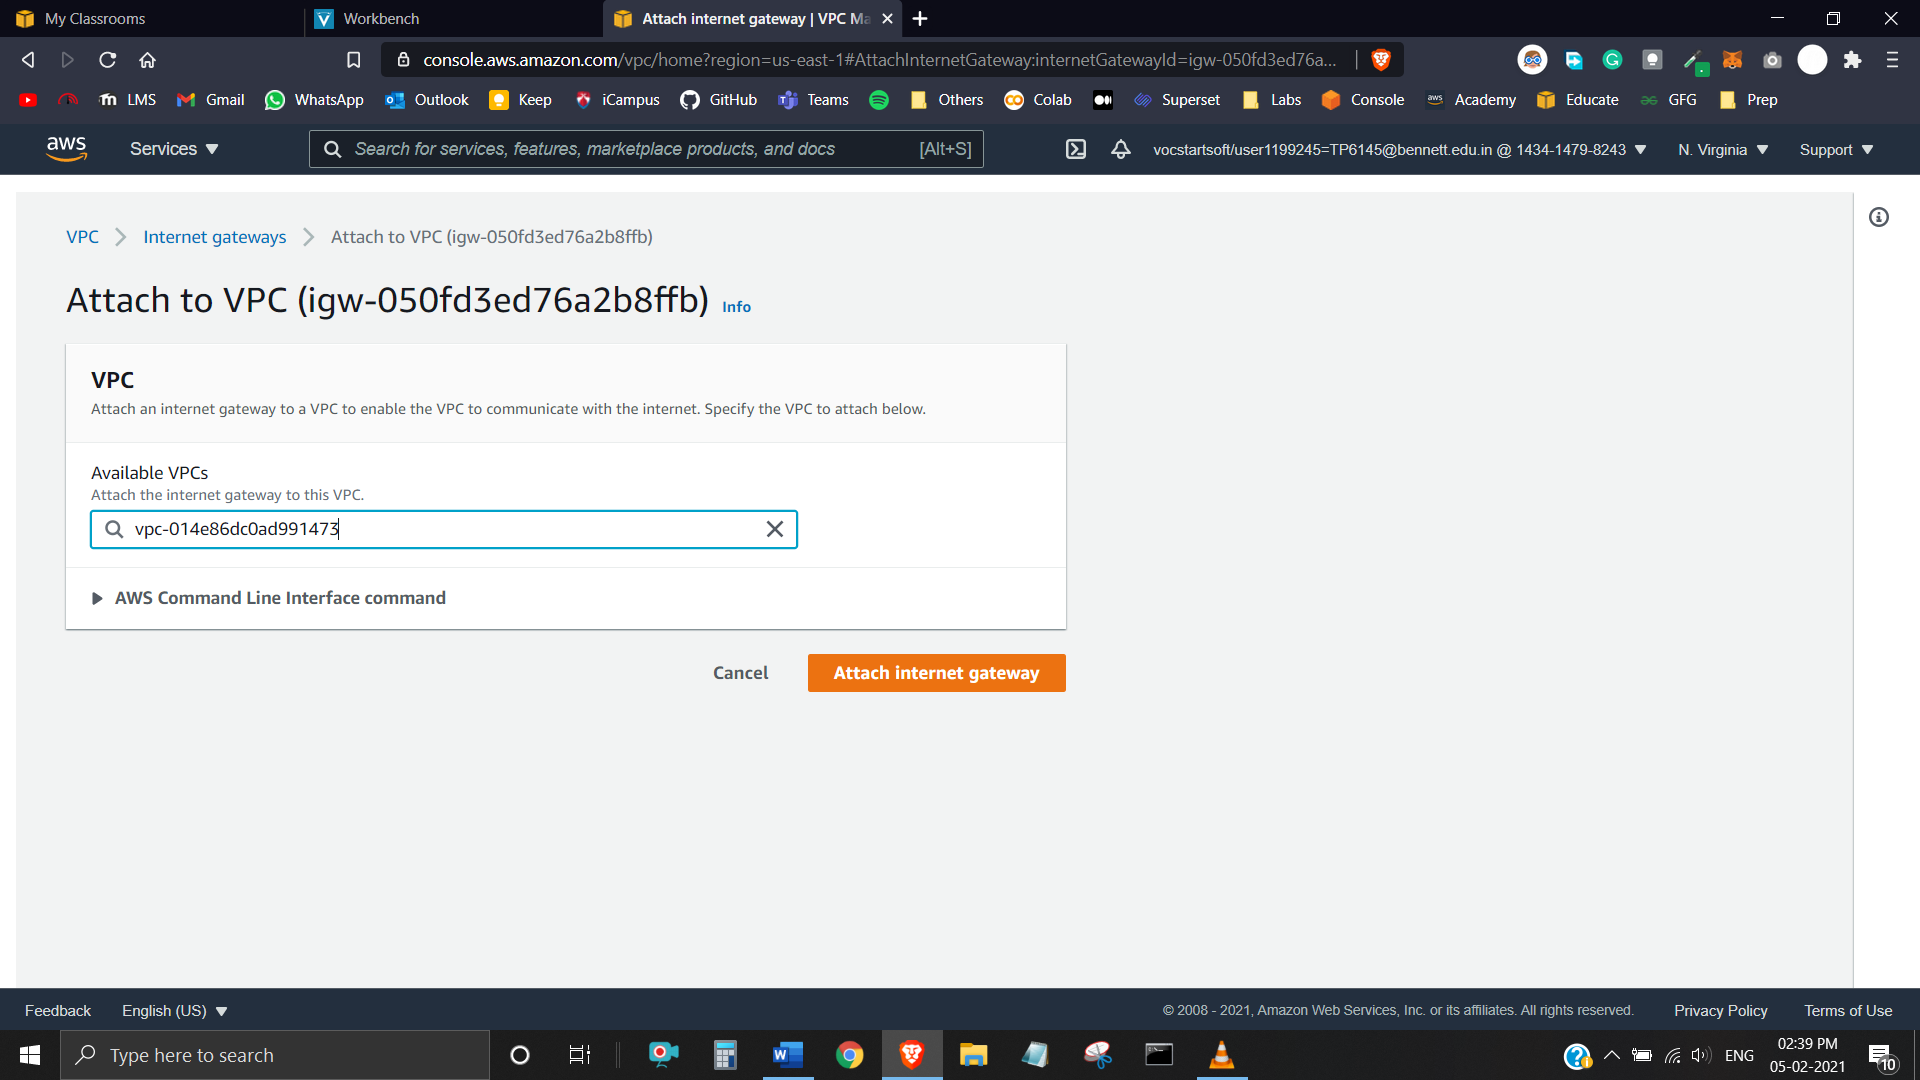 My Classrooms
Workbench
Attach internet gateway | VPC Ma
console.aws.amazon.com/vpc/home?region=us-east-1#AttachInternetGateway:internetGatewayId=igw-050fd3ed76a...
LMS Gmail WhatsApp Outlook Keep iCampus GitHub Teams Others Colab Superset Labs Console aws Academy Educate GFG Prep
aws Services Search for services, features, marketplace products, and docs [Alt+S] vocstartsoft/user1199245=TP6145@bennett.edu.in @ 1434-1479-8243 N. Virginia Support
VPC Internet gateways Attach to VPC (igw-050fd3ed76a2b8ffb)
Attach to VPC (igw-050fd3ed76a2b8ffb) Info
VPC
Attach an internet gateway to a VPC to enable the VPC to communicate with the internet. Specify the VPC to attach below.
Available VPCs
Attach the internet gateway to this VPC.
vpc-014e86dc0ad991473
AWS Command Line Interface command
Cancel Attach internet gateway
Feedback English (US) © 2008 - 2021, Amazon Web Services, Inc. or its affiliates. All rights reserved. Privacy Policy Terms of Use
Type here to search
ENG
02:39 PM
05-02-2021
10